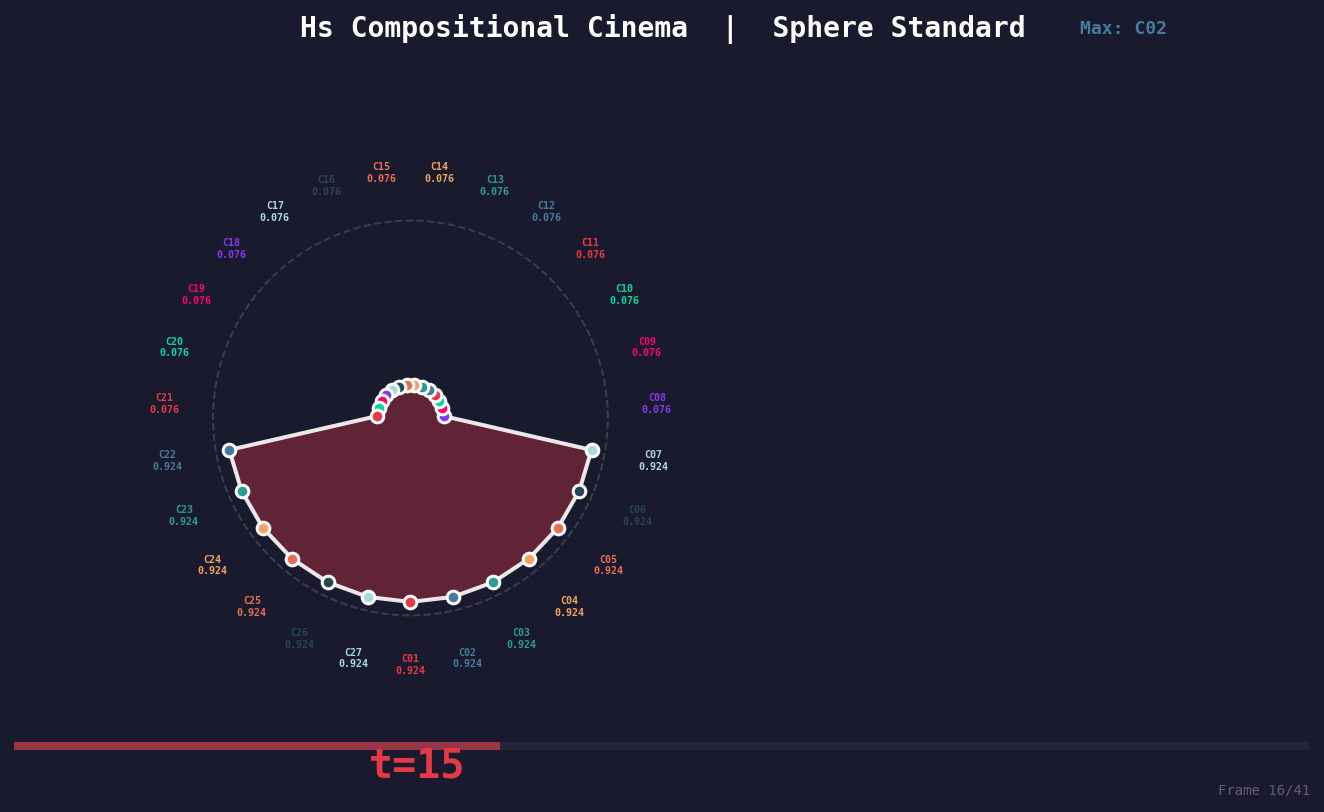 Hs Compositional Cinema | Sphere Standard
Max: C02
C15
0.076
C14
0.076
C16
0.076
C13
0.076
C17
0.076
C12
0.076
C18
0.076
C11
0.076
C19
0.076
C10
0.076
C20
0.076
C09
0.076
C21
0.076
C08
0.076
C22
0.924
C07
0.924
C23
0.924
C06
0.924
C24
0.924
C05
0.924
C25
0.924
C04
0.924
C26
0.924
C03
0.924
C27
0.924
C01
0.924
C02
0.924
t=15
Frame 16/41